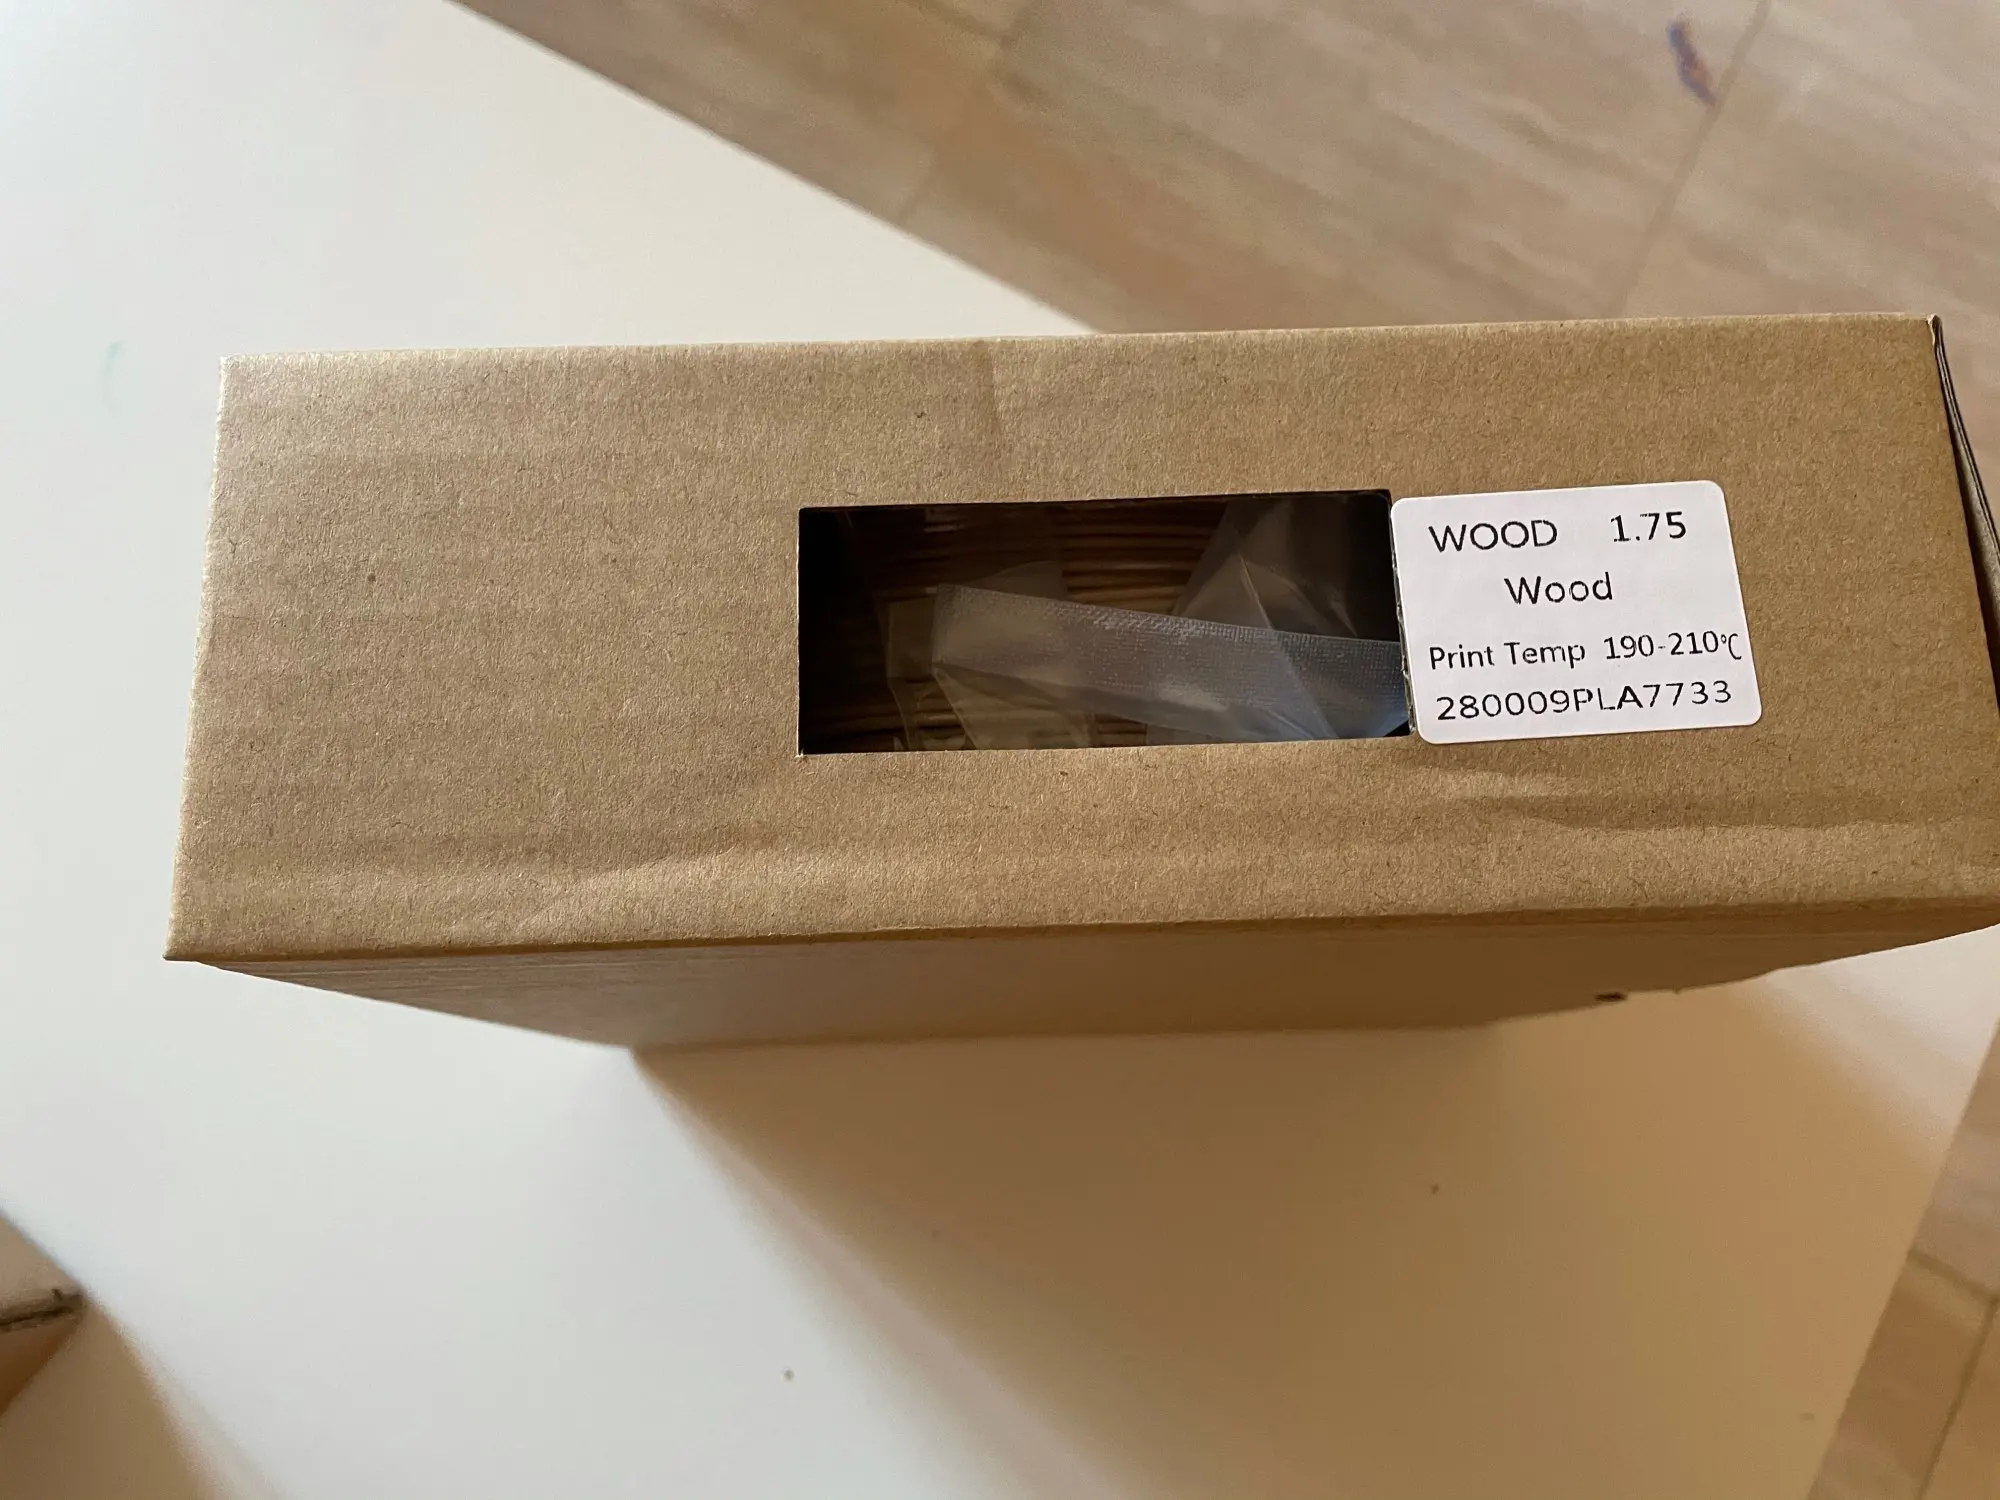 WOOD 1.75
Wood
Print Temp 190-210℃
280009PLA7733